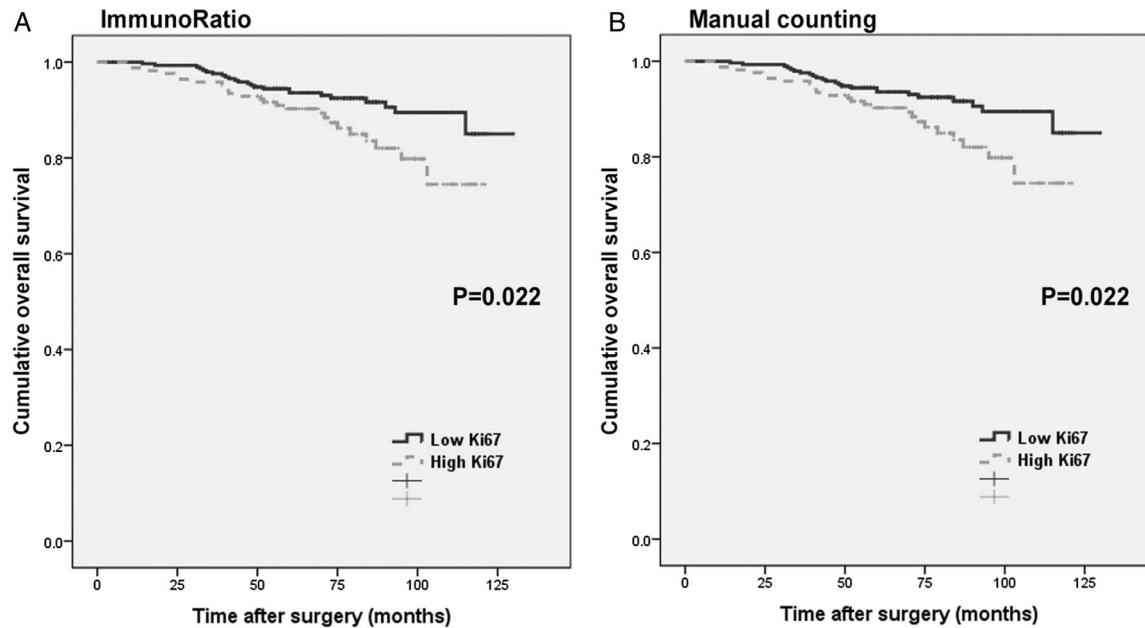 A ImmunoRatio
Cumulative overall survival
1.0
0.8
0.6
0.4
0.2
0.0
P=0.022
Low Ki67
High Ki67
0 25 50 75 100 125
Time after surgery (months)
B Manual counting
Cumulative overall survival
1.0
0.8
0.6
0.4
0.2
0.0
P=0.022
Low Ki67
High Ki67
0 25 50 75 100 125
Time after surgery (months)